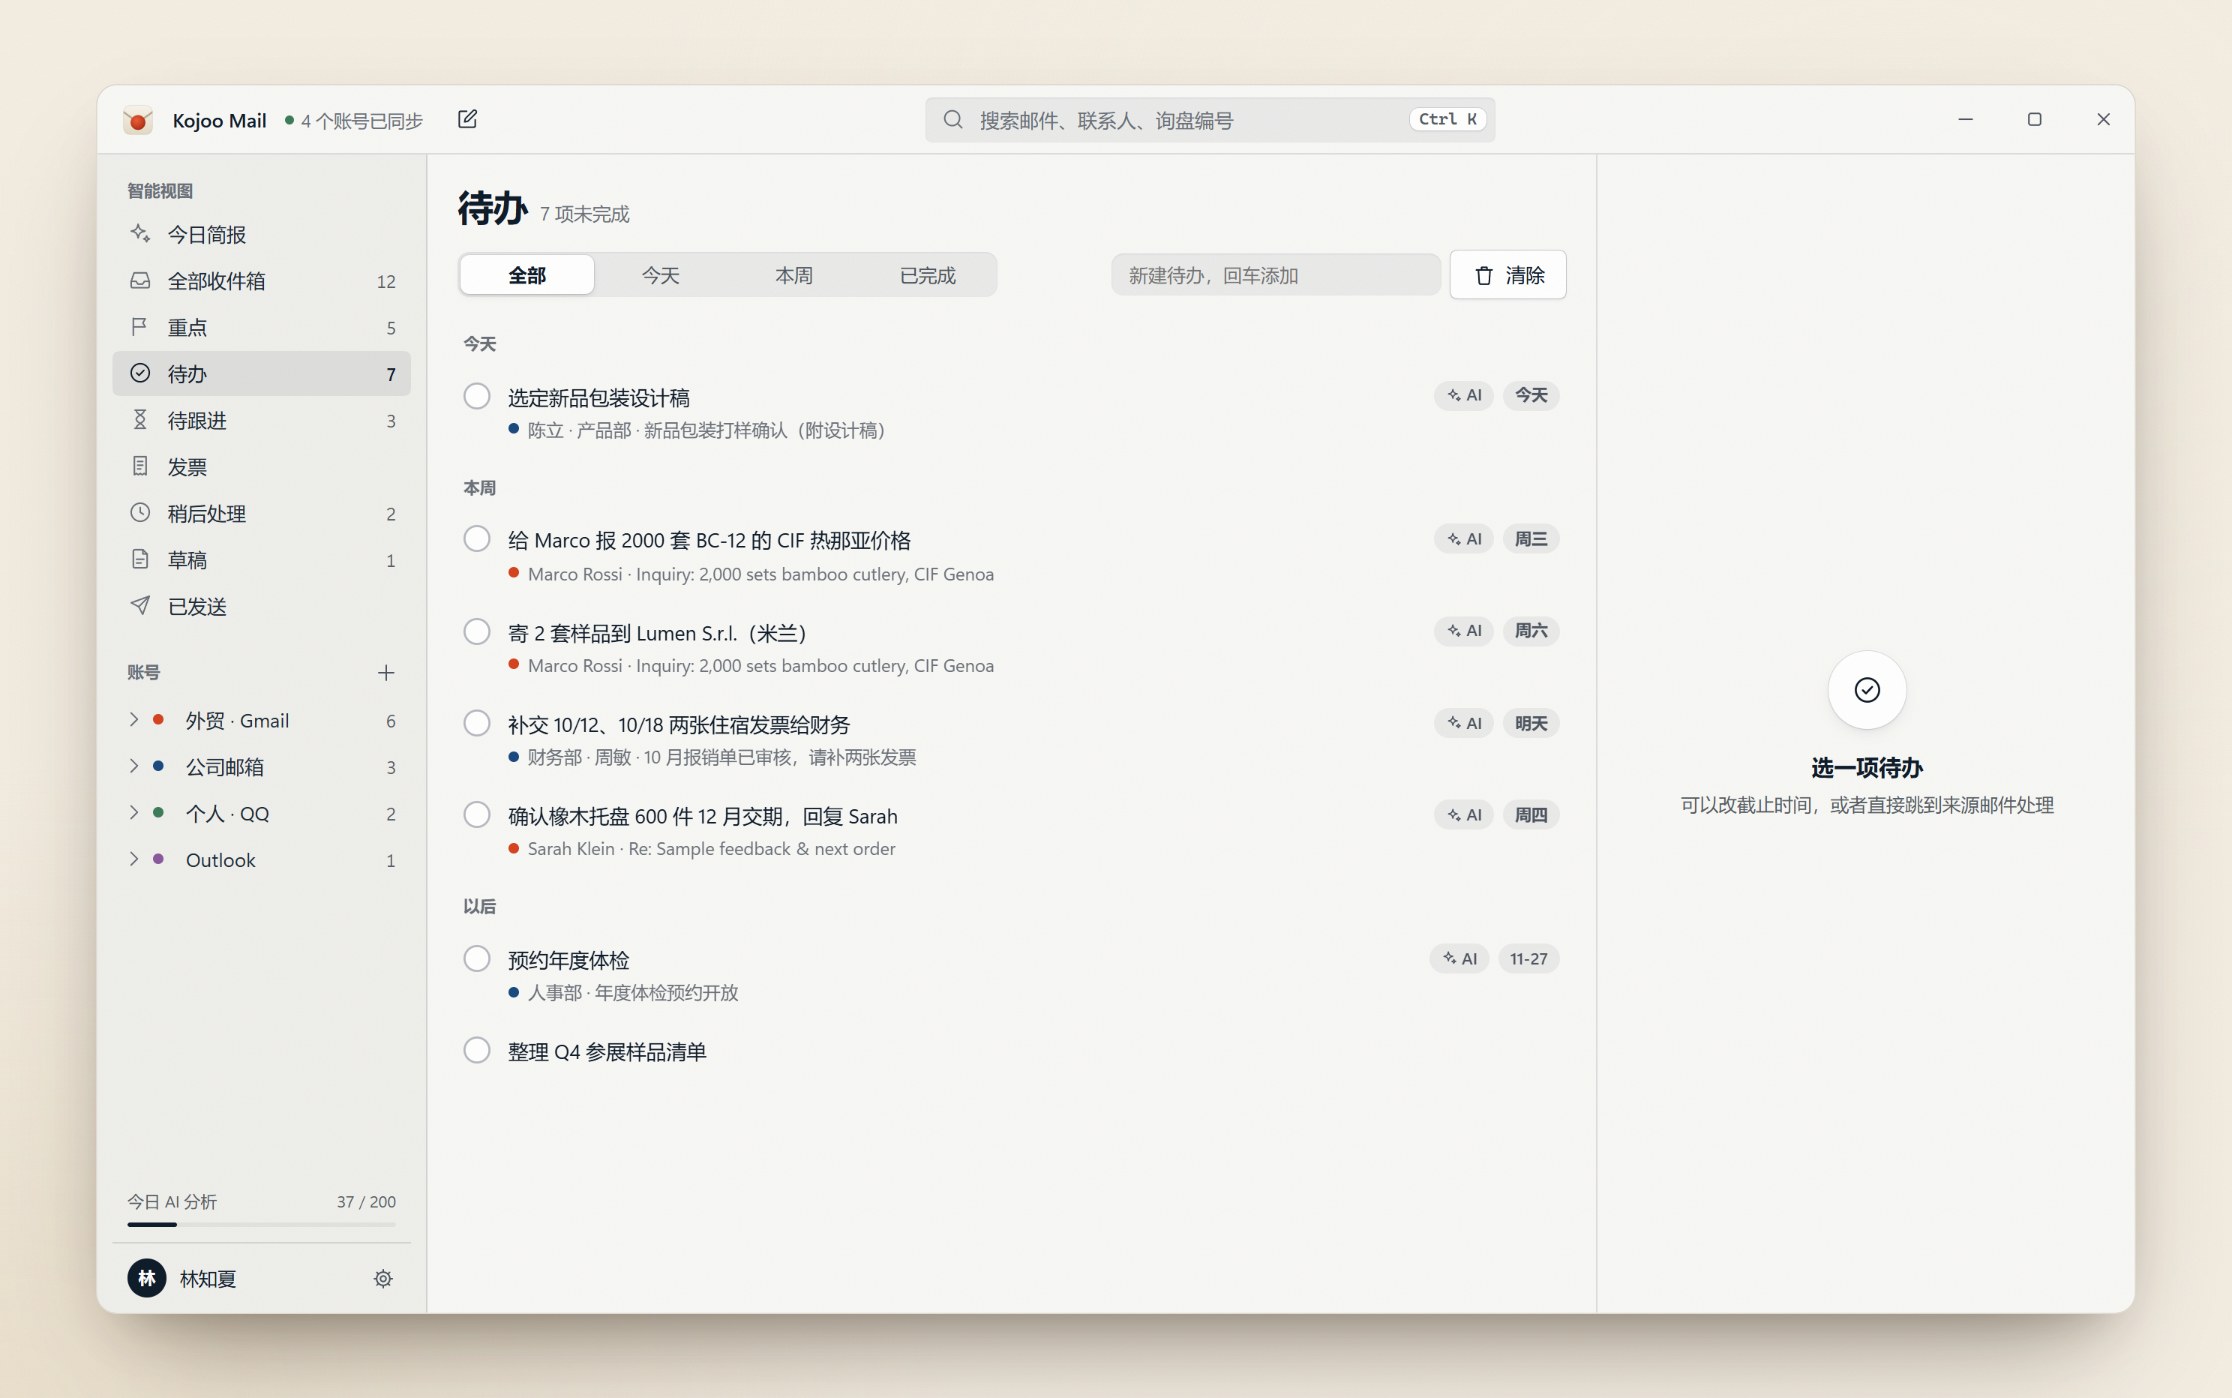 Kojoo Mail
4 个账号已同步
搜索邮件、联系人、询盘编号
Ctrl K
智能视图
今日简报
全部收件箱 12
重点 5
待办 7
待跟进 3
发票
稍后处理 2
草稿 1
已发送
账号
外贸 · Gmail 6
公司邮箱 3
个人 · QQ 2
Outlook 1
今日 AI 分析 37 / 200
林 林知夏
待办 7 项未完成
全部 今天 本周 已完成
新建待办，回车添加
清除
今天
选定新品包装设计稿 AI 今天
陈立 · 产品部 · 新品包装打样确认（附设计稿）
本周
给 Marco 报 2000 套 BC-12 的 CIF 热那亚价格 AI 周三
Marco Rossi · Inquiry: 2,000 sets bamboo cutlery, CIF Genoa
寄 2 套样品到 Lumen S.r.l.（米兰） AI 周六
Marco Rossi · Inquiry: 2,000 sets bamboo cutlery, CIF Genoa
补交 10/12、10/18 两张住宿发票给财务 AI 明天
财务部 · 周敏 · 10 月报销单已审核，请补两张发票
确认橡木托盘 600 件 12 月交期，回复 Sarah AI 周四
Sarah Klein · Re: Sample feedback & next order
以后
预约年度体检 AI 11-27
人事部 · 年度体检预约开放
整理 Q4 参展样品清单
选一项待办
可以改截止时间，或者直接跳到来源邮件处理